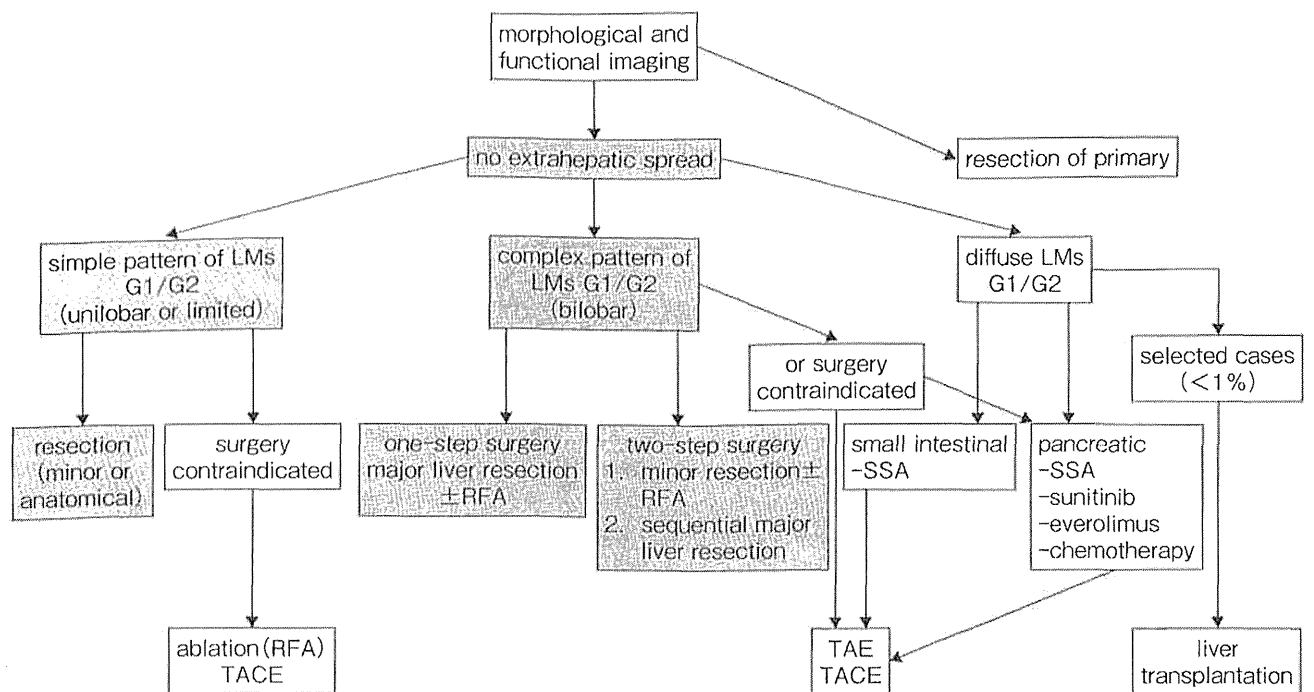 morphological and
functional imaging
no extrahepatic spread
resection of primary
simple pattern of LMs
G1/G2
(unilobar or limited)
complex pattern of
LMs G1/G2
(bilobar)
diffuse LMs
G1/G2
or surgery
contraindicated
selected cases
(<1%)
resection
(minor or
anatomical)
surgery
contraindicated
one-step surgery
major liver resection
±RFA
two-step surgery
1. minor resection±
RFA
2. sequential major
liver resection
small intestinal
-SSA
pancreatic
-SSA
-sunitinib
-everolimus
-chemotherapy
ablation(RFA)
TACE
TAE
TACE
liver
transplantation